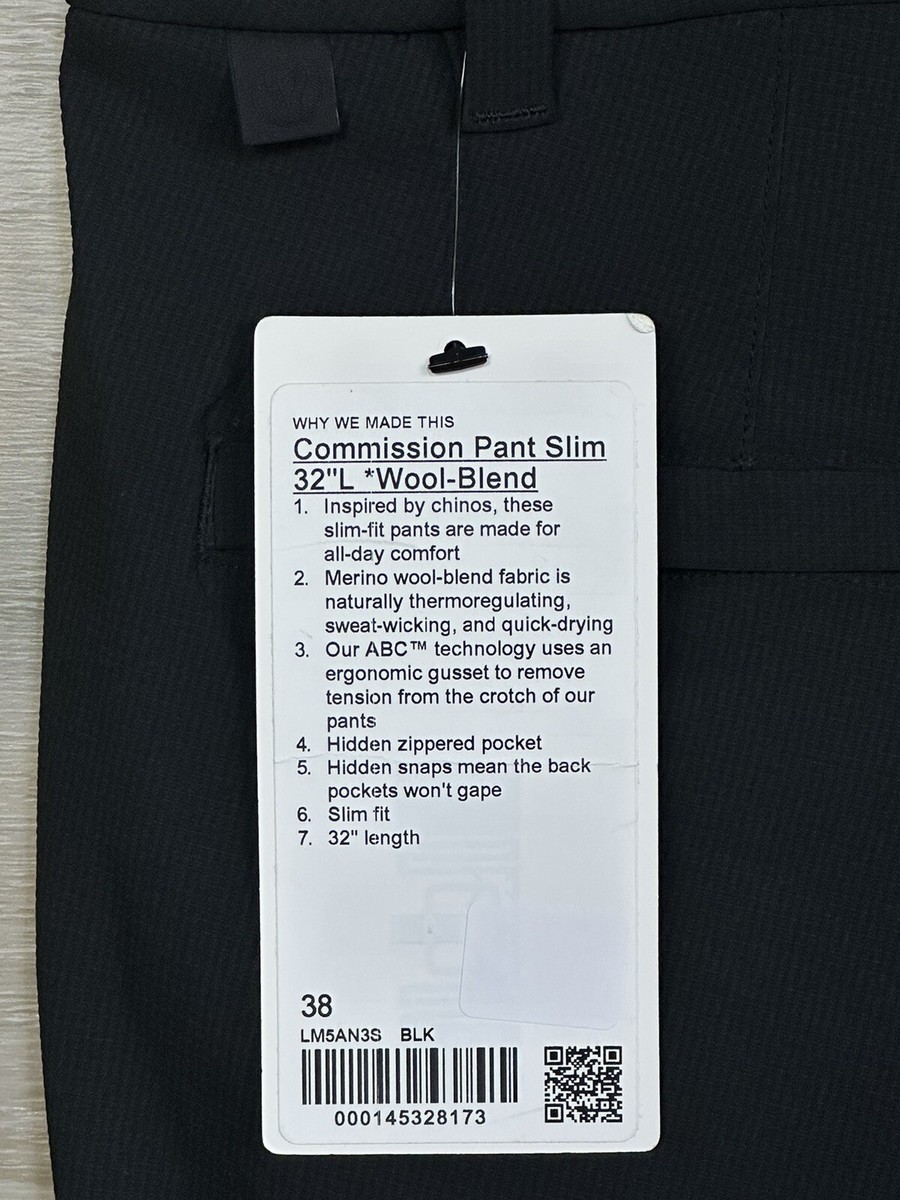 WHY WE MADE THIS
Commission Pant Slim
32"L *Wool-Blend
1. Inspired by chinos, these
slim-fit pants are made for
all-day comfort
2. Merino wool-blend fabric is
naturally thermoregulating,
sweat-wicking, and quick-drying
3. Our ABC™ technology uses an
ergonomic gusset to remove
tension from the crotch of our
pants
4. Hidden zippered pocket
5. Hidden snaps mean the back
pockets won't gape
6. Slim fit
7. 32" length
38
LM5AN3S BLK
000145328173